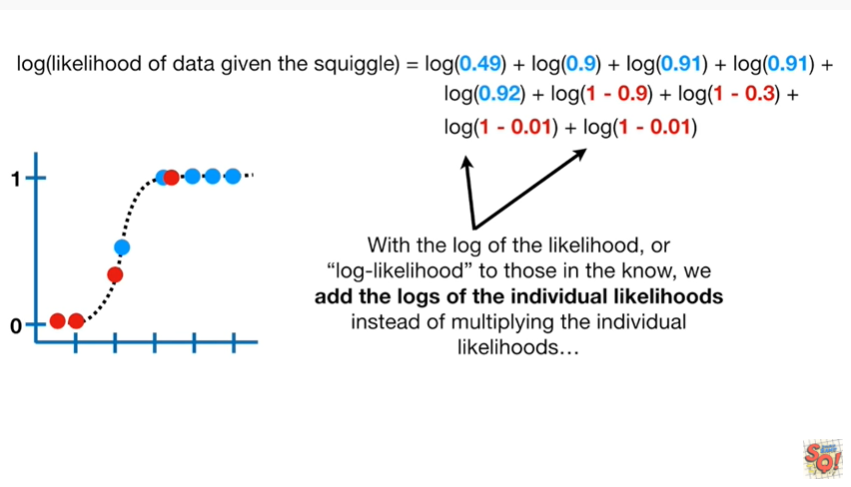 log(likelihood of data given the squiggle) = log(0.49) + log(0.9) + log(0.91) + log(0.91) +
log(0.92) + log(1 - 0.9) + log(1 - 0.3) +
log(1 - 0.01) + log(1 - 0.01)
1
0
With the log of the likelihood, or
“log-likelihood” to those in the know, we
add the logs of the individual likelihoods
instead of multiplying the individual
likelihoods…
SQ!